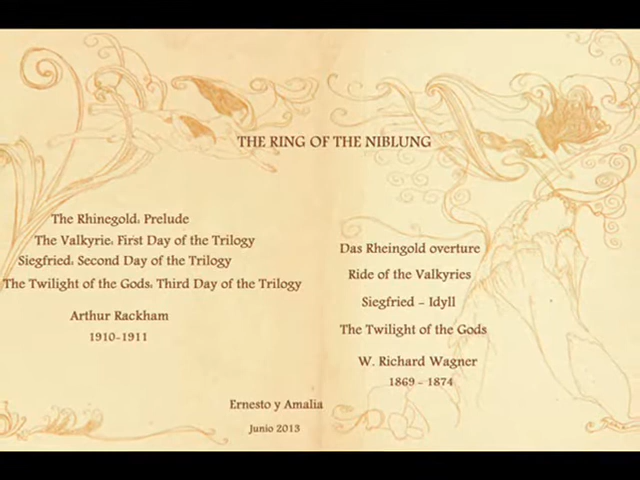 THE RING OF THE NIBLUNG
The Rhinegold: Prelude
The Valkyrie: First Day of the Trilogy
Siegfried: Second Day of the Trilogy
The Twilight of the Gods: Third Day of the Trilogy
Arthur Rackham
1910-1911
Das Rheingold overture
Ride of the Valkyries
Siegfried - Idyll
The Twilight of the Gods
W. Richard Wagner
1869 - 1874
Ernesto y Amalia
Junio 2013